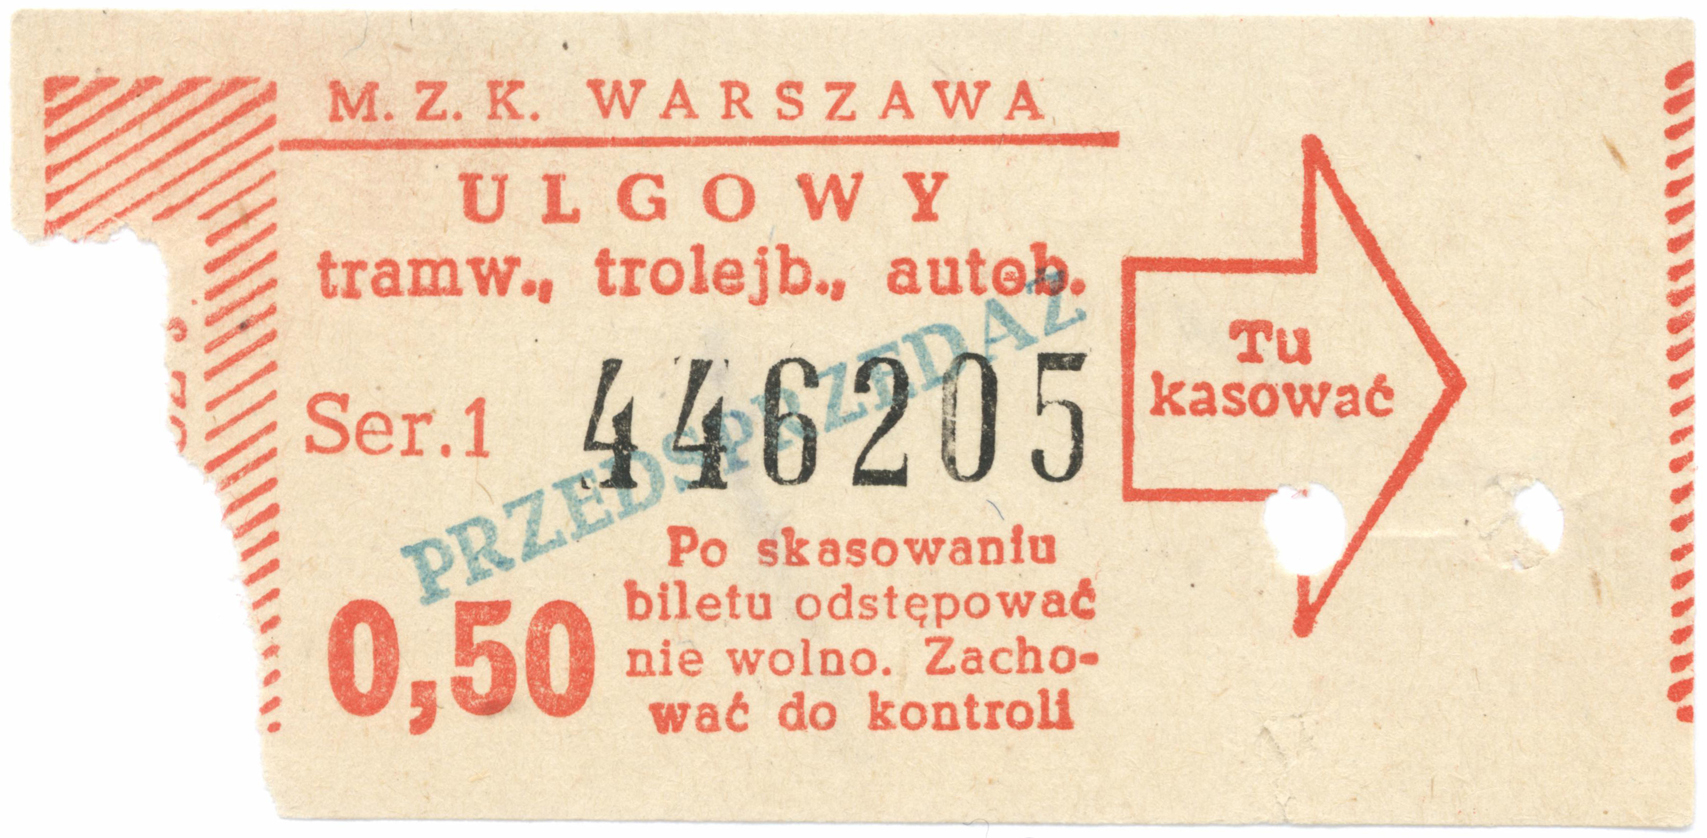 M. Z. K. WARSZAWA
ULGOWY
tramw., trolejb., autob.
PRZEDSPRZEDAŻ
Ser.1 446205
Tu
kasować
0,50
Po skasowaniu
biletu odstępować
nie wolno. Zacho-
wać do kontroli